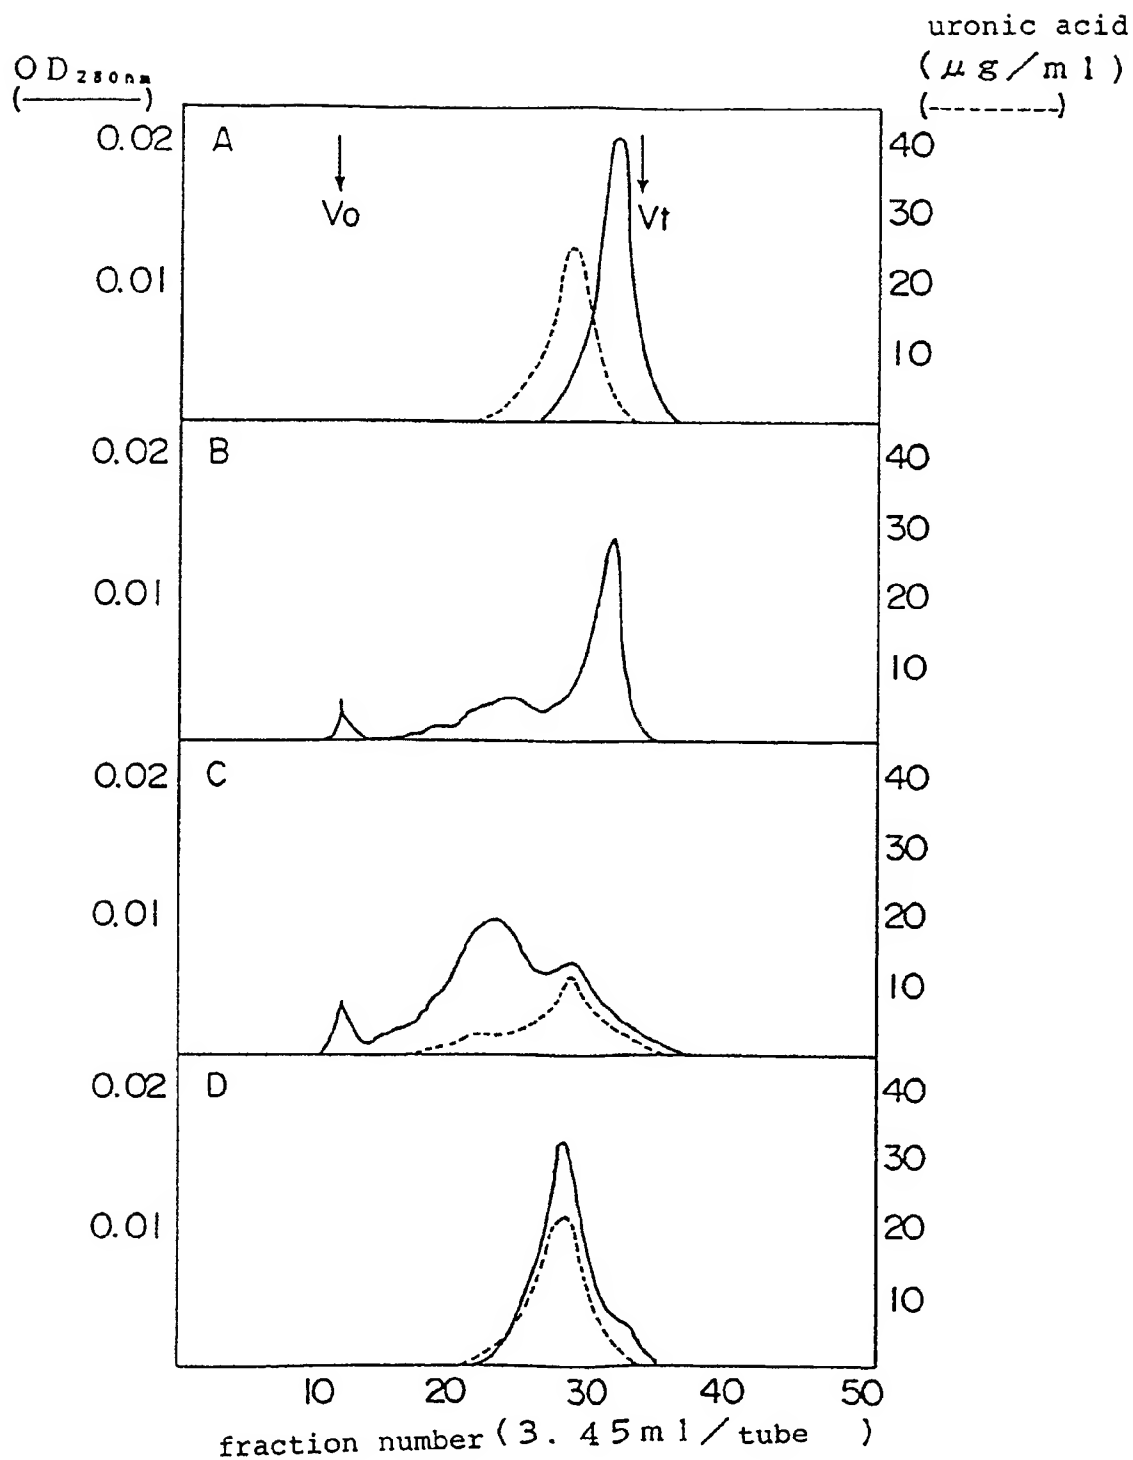 uronic acid
OD280nm
(μg/ml)
(———)
(----------)
0.02 A 40
Vo Vt 30
0.01 20
10
0.02 B 40
30
0.01 20
10
0.02 C 40
30
0.01 20
10
0.02 D 40
30
0.01 20
10
10 20 30 40 50
fraction number (3.45ml/tube )